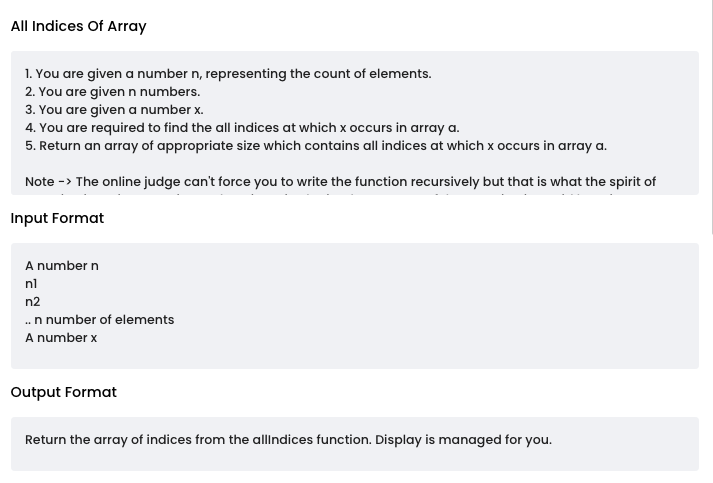 All Indices Of Array
1. You are given a number n, representing the count of elements.
2. You are given n numbers.
3. You are given a number x.
4. You are required to find the all indices at which x occurs in array a.
5. Return an array of appropriate size which contains all indices at which x occurs in array a.
Note -> The online judge can't force you to write the function recursively but that is what the spirit of
Input Format
A number n
n1
n2
.. n number of elements
A number x
Output Format
Return the array of indices from the allIndices function. Display is managed for you.